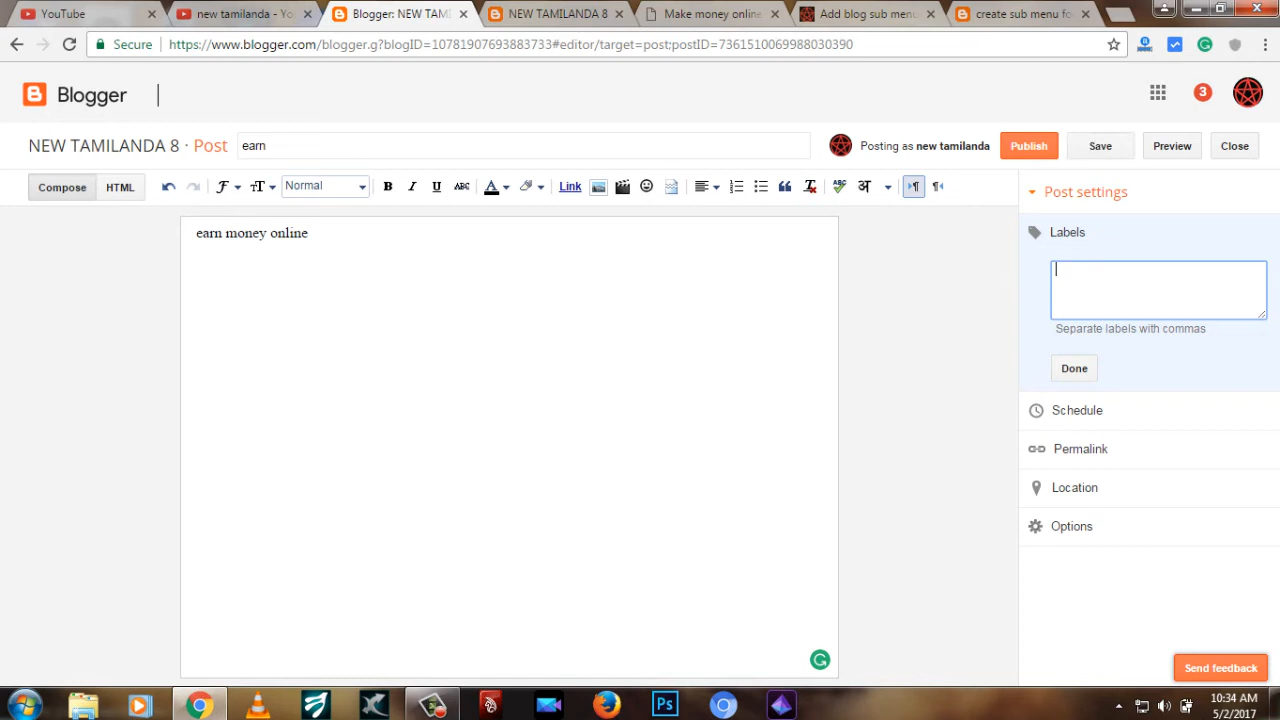 YouTube
new tamilanda - Yo
Blogger: NEW TAM
NEW TAMILANDA 8
Make money online
Add blog sub menu
create sub menu fo
Secure
https://www.blogger.com/blogger.g?blogID=10781907693883733#editor/target=post;postID=7361510069988030390
Blogger
3
NEW TAMILANDA 8 · Post
earn
Posting as new tamilanda
Publish
Save
Preview
Close
Compose
HTML
Normal
Link
ABC
अ
Post settings
earn money online
Labels
Separate labels with commas
Done
Schedule
Permalink
Location
Options
Send feedback
Ps
10:34 AM
5/2/2017